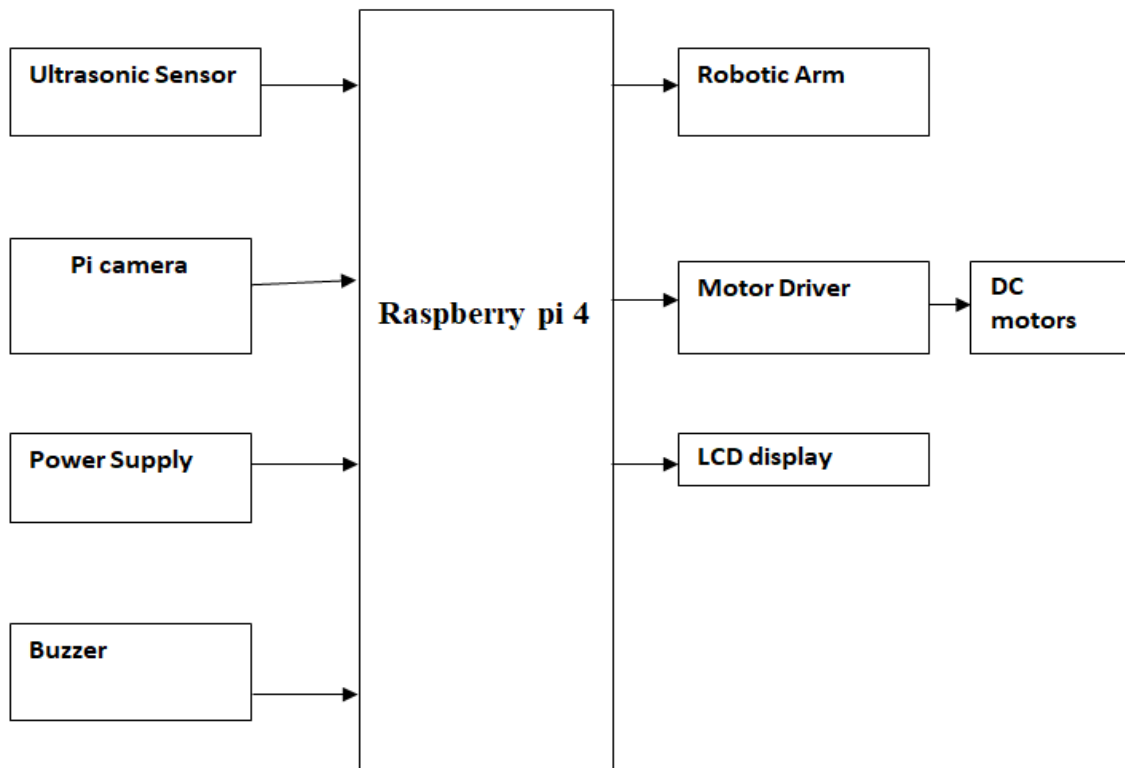 Ultrasonic Sensor
Pi camera
Power Supply
Buzzer
Raspberry pi 4
Robotic Arm
Motor Driver
DC
motors
LCD display